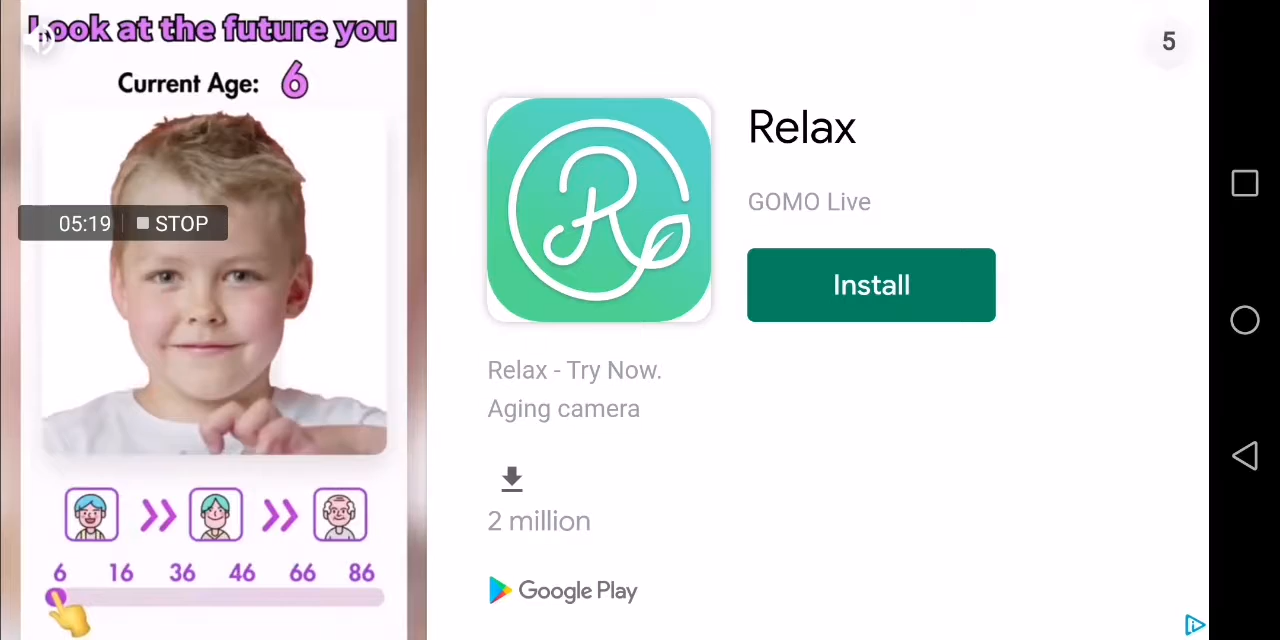 Look at the future you
Current Age: 6
05:19 STOP
6 16 36 46 66 86
5
Relax
GOMO Live
Install
Relax - Try Now.
Aging camera
2 million
Google Play